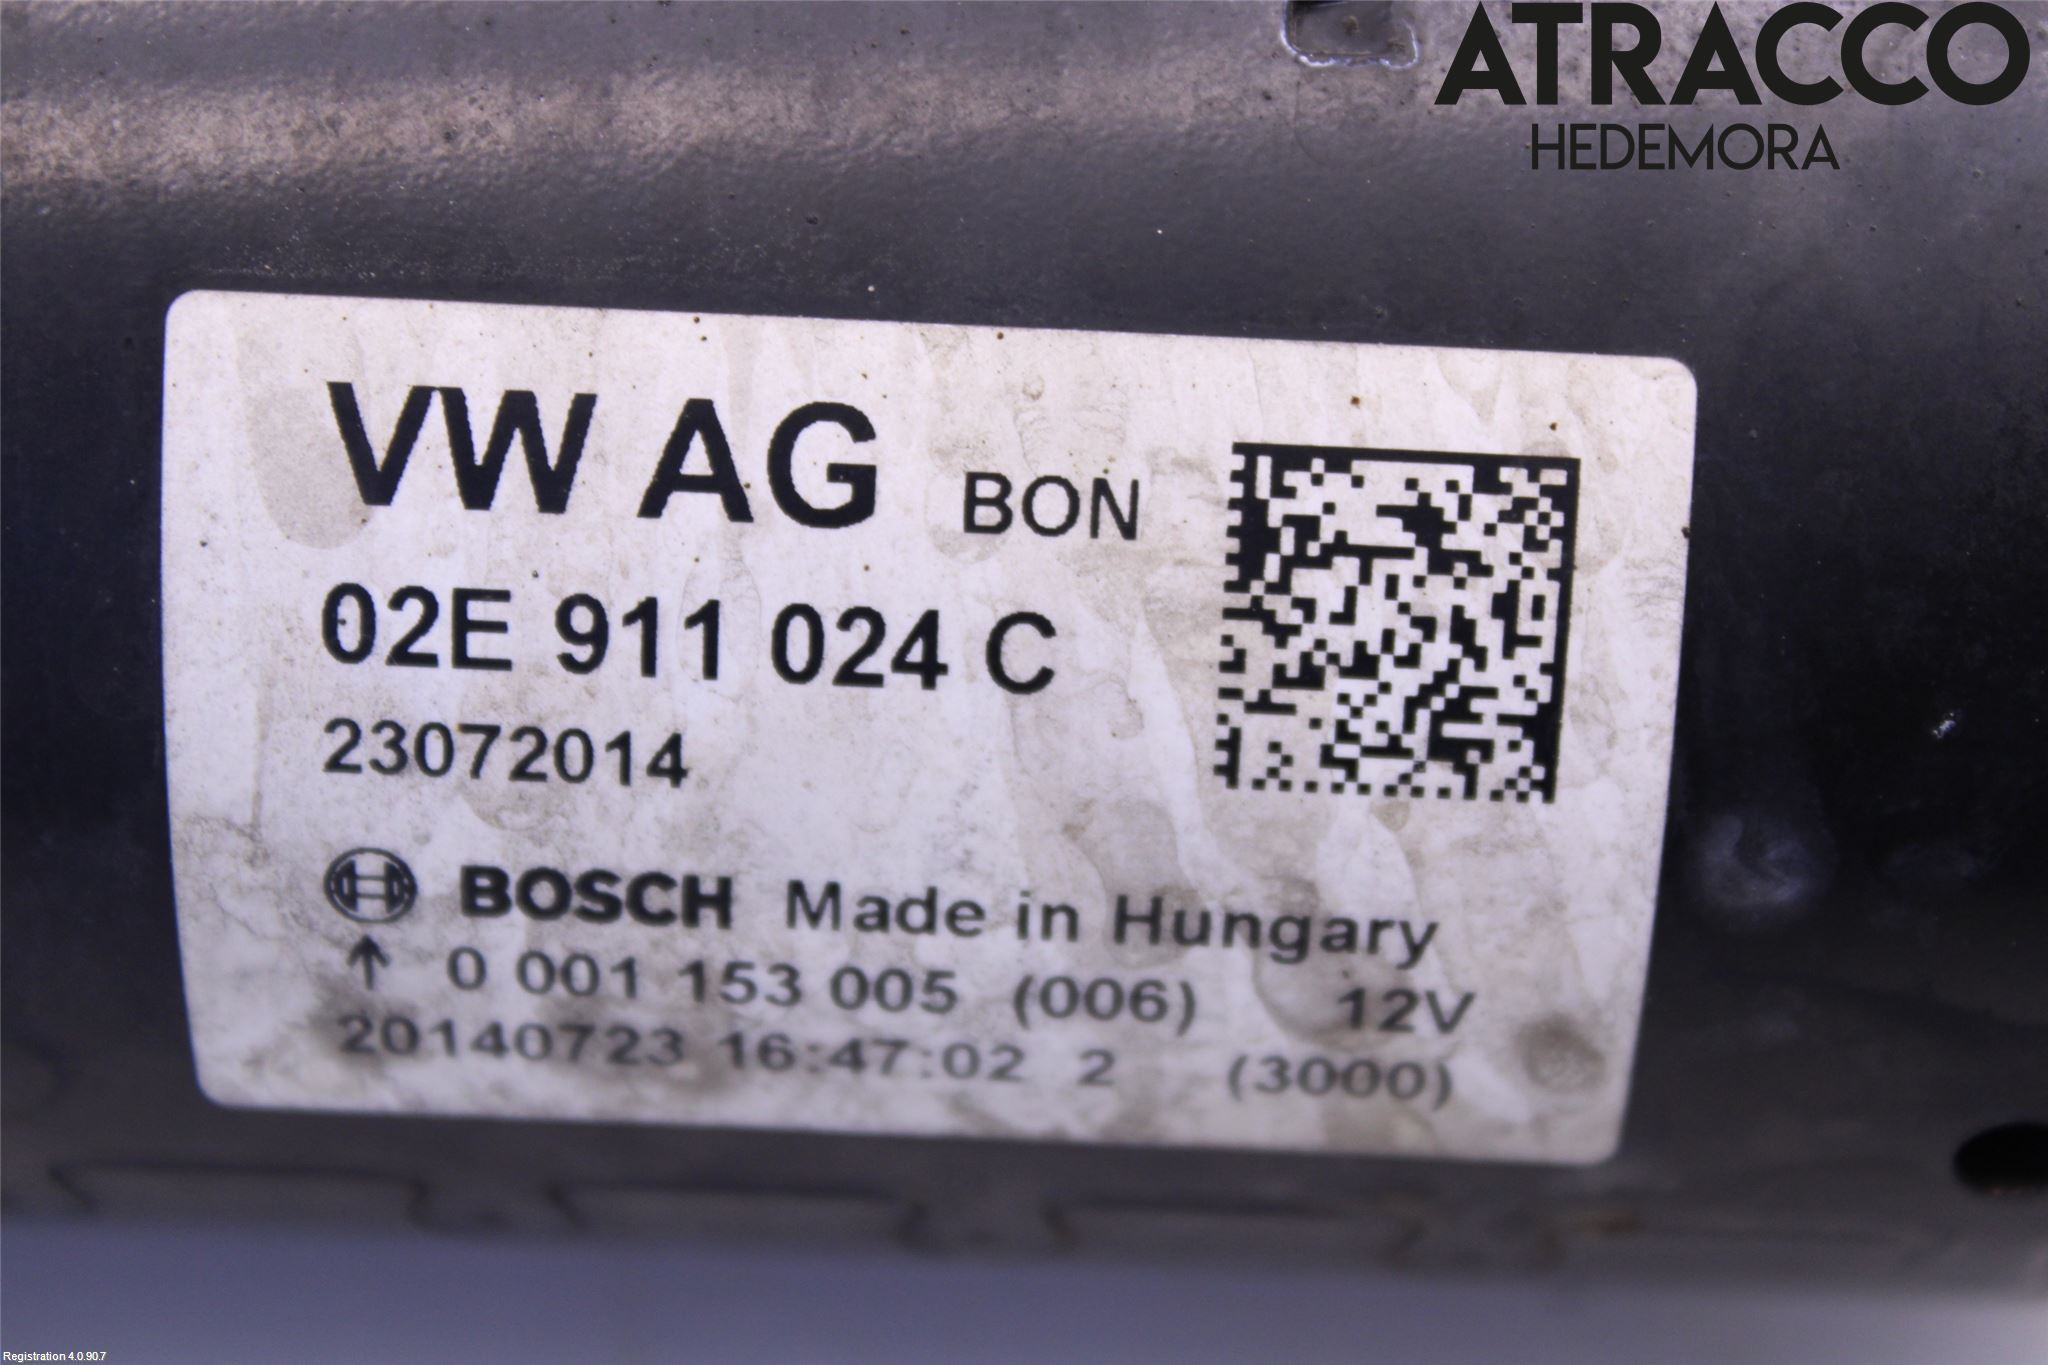 ATRACCO
HEDEMORA
VW AG BON
02E 911 024 C
23072014
BOSCH Made in Hungary
↑ 0 001 153 005 (006) 12V
20140723 16:47:02 2 (3000)
Registration 4.0.90.7